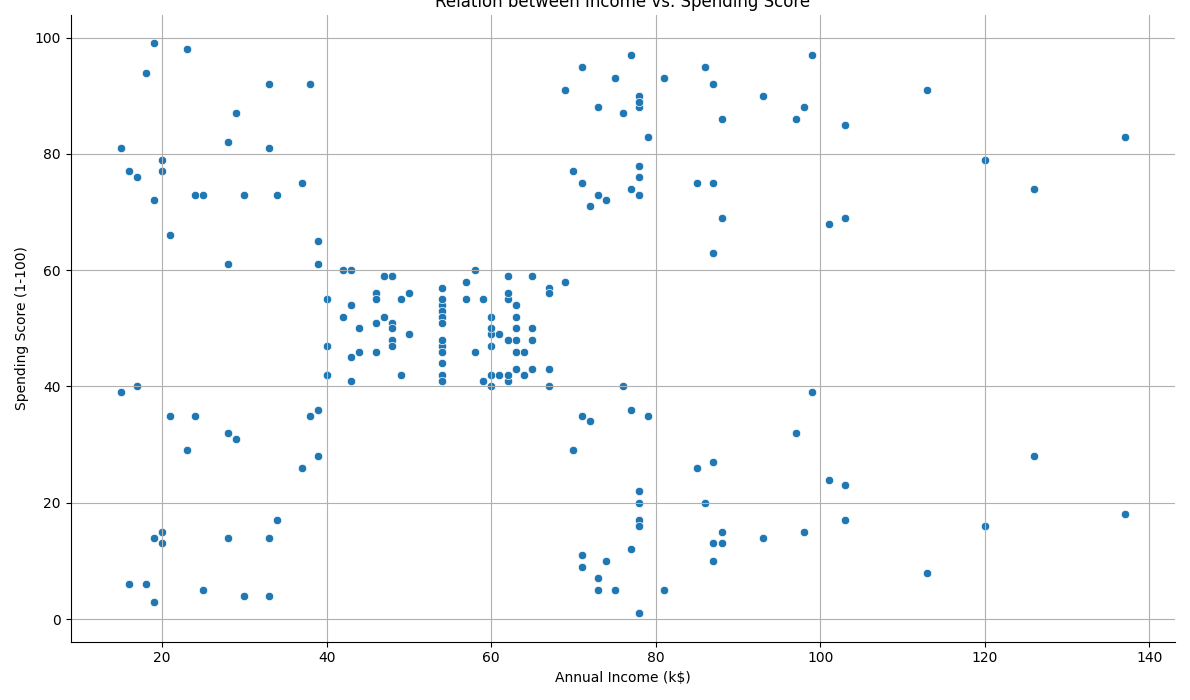 Relation between Income vs. Spending Score
100
80
60
40
20
0
Spending Score (1-100)
20 40 60 80 100 120 140
Annual Income (k$)